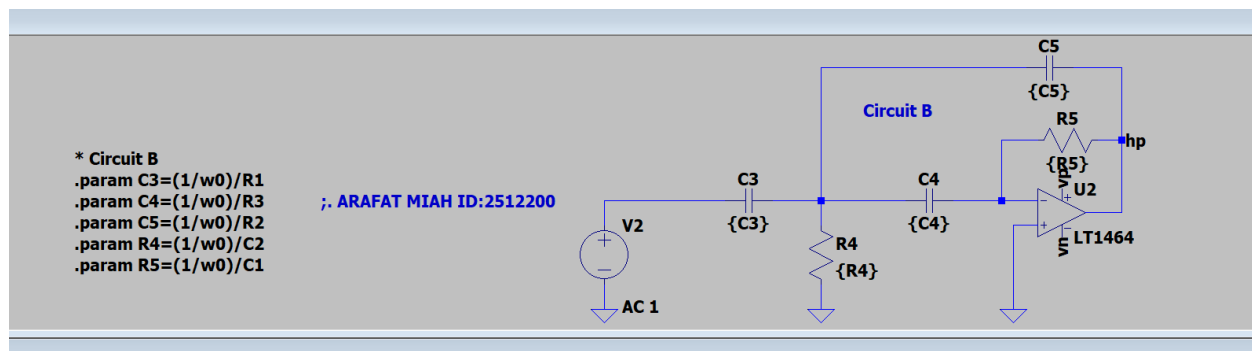 * Circuit B
.param C3=(1/w0)/R1
.param C4=(1/w0)/R3
.param C5=(1/w0)/R2
.param R4=(1/w0)/C2
.param R5=(1/w0)/C1
;. ARAFAT MIAH ID:2512200
C5
{C5}
Circuit B
R5
{R5}
hp
C3
{C3}
C4
{C4}
vp
U2
LT1464
vn
V2
AC 1
R4
{R4}